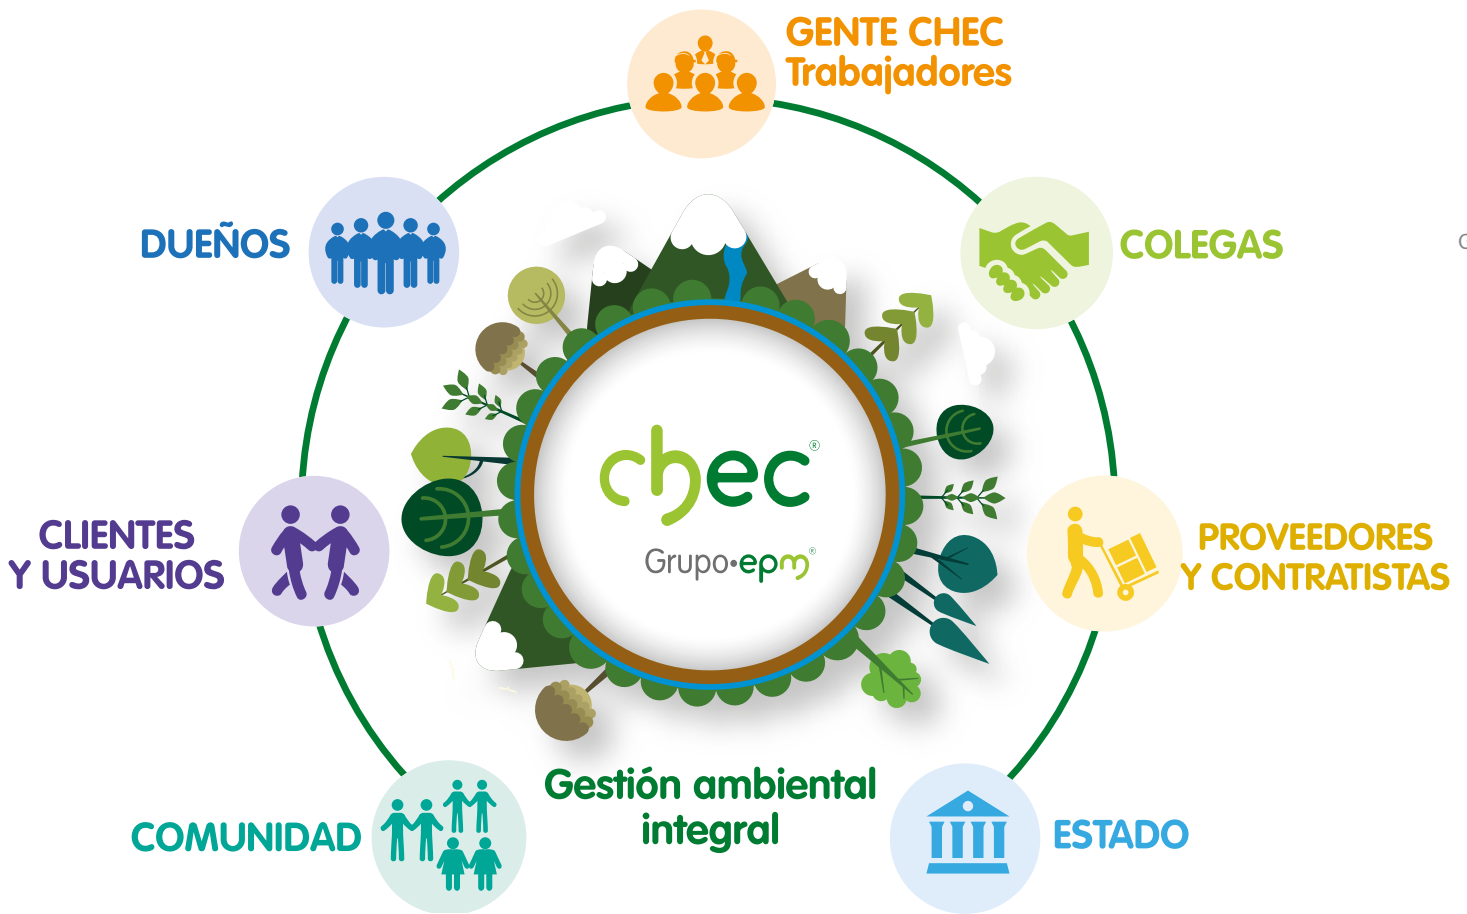 GENTE CHEC
Trabajadores
DUEÑOS
COLEGAS
chec®
Grupo•epm®
CLIENTES
Y USUARIOS
PROVEEDORES
Y CONTRATISTAS
Gestión ambiental
integral
COMUNIDAD
ESTADO